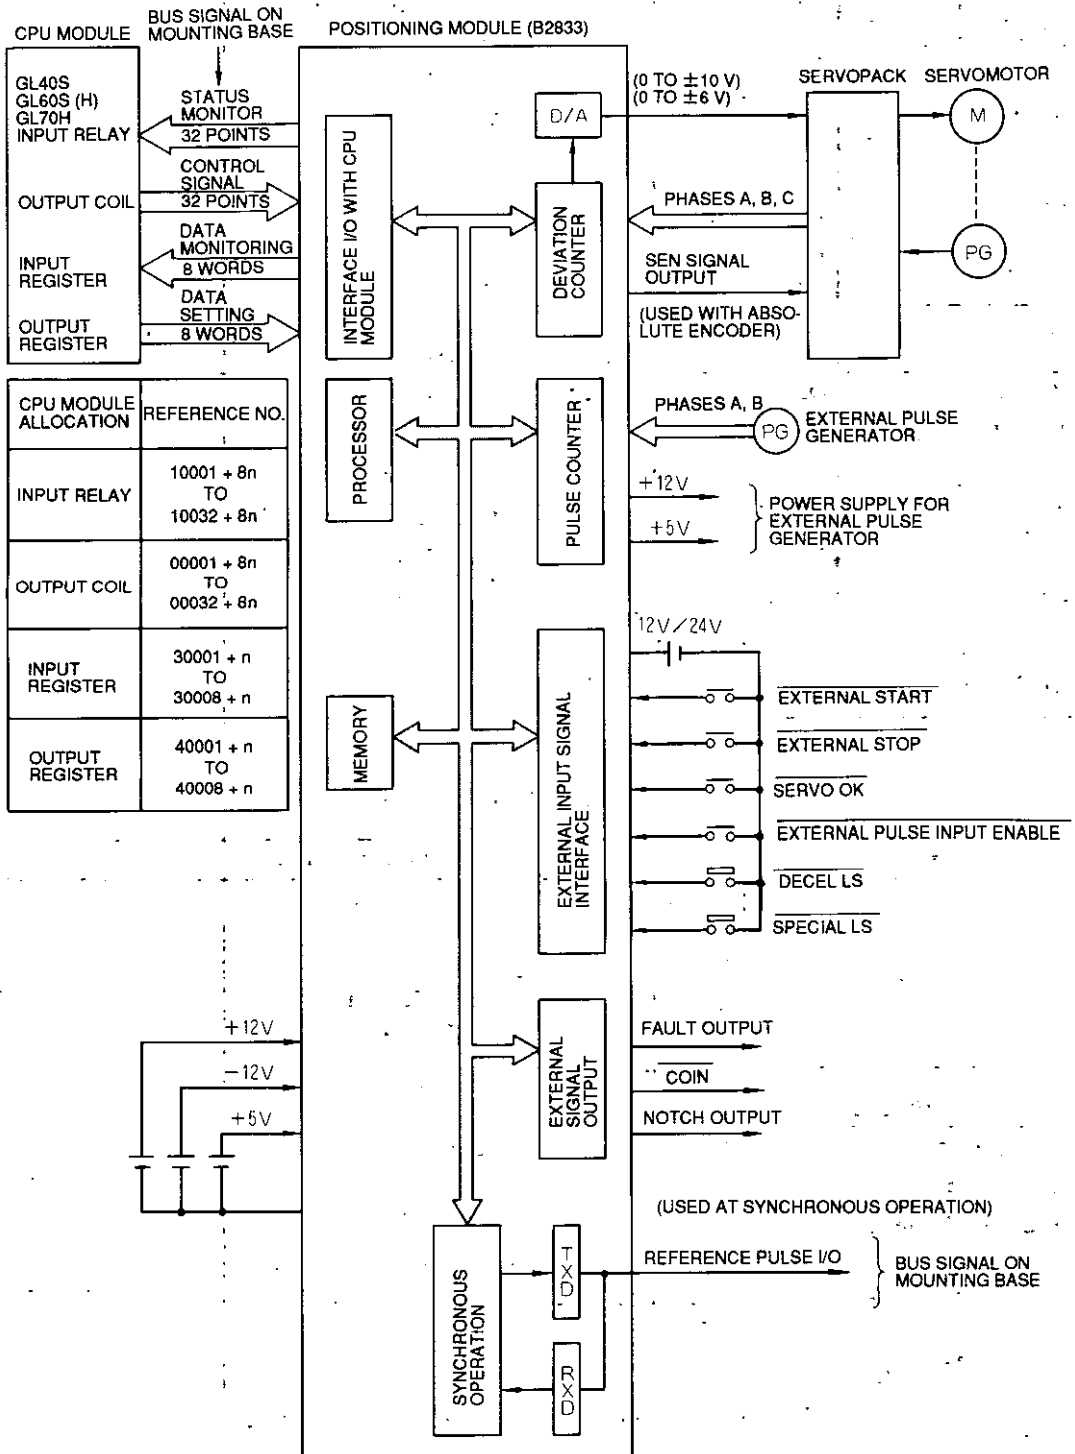 CPU MODULE
BUS SIGNAL ON
MOUNTING BASE
POSITIONING MODULE (B2833)
GL40S
GL60S (H)
GL70H
INPUT RELAY
STATUS
MONITOR
32 POINTS
OUTPUT COIL
CONTROL
SIGNAL
32 POINTS
INPUT
REGISTER
DATA
MONITORING
8 WORDS
OUTPUT
REGISTER
DATA
SETTING
8 WORDS
INTERFACE I/O WITH CPU
MODULE
D/A
DEVIATION
COUNTER
(0 TO ±10 V)
(0 TO ±6 V)
SERVOPACK
SERVOMOTOR
M
PHASES A, B, C
PG
SEN SIGNAL
OUTPUT
(USED WITH ABSO-
LUTE ENCODER)
CPU MODULE
ALLOCATION
REFERENCE NO.
INPUT RELAY
10001 + 8n
TO
10032 + 8n
OUTPUT COIL
00001 + 8n
TO
00032 + 8n
INPUT
REGISTER
30001 + n
TO
30008 + n
OUTPUT
REGISTER
40001 + n
TO
40008 + n
PROCESSOR
PULSE COUNTER
PHASES A, B
PG
EXTERNAL PULSE
GENERATOR
+12V
+5V
POWER SUPPLY FOR
EXTERNAL PULSE
GENERATOR
MEMORY
EXTERNAL INPUT SIGNAL
INTERFACE
12V/24V
EXTERNAL START
EXTERNAL STOP
SERVO OK
EXTERNAL PULSE INPUT ENABLE
DECEL LS
SPECIAL LS
+12V
-12V
+5V
EXTERNAL
SIGNAL
OUTPUT
FAULT OUTPUT
COIN
NOTCH OUTPUT
(USED AT SYNCHRONOUS OPERATION)
SYNCHRONOUS
OPERATION
TXD
RXD
REFERENCE PULSE I/O
BUS SIGNAL ON
MOUNTING BASE